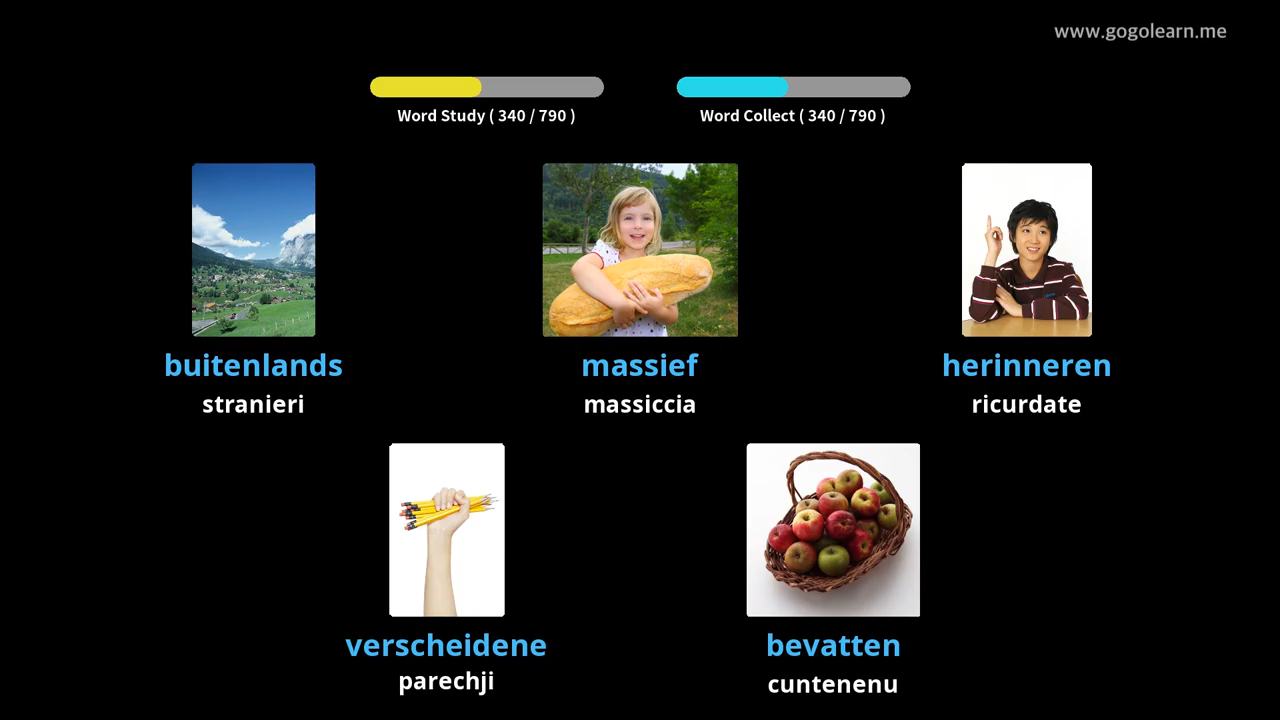 www.gogolearn.me
Word Study ( 340 / 790 )
Word Collect ( 340 / 790 )
buitenlands
stranieri
massief
massiccia
herinneren
ricurdate
verscheidene
parechji
bevatten
cuntenenu